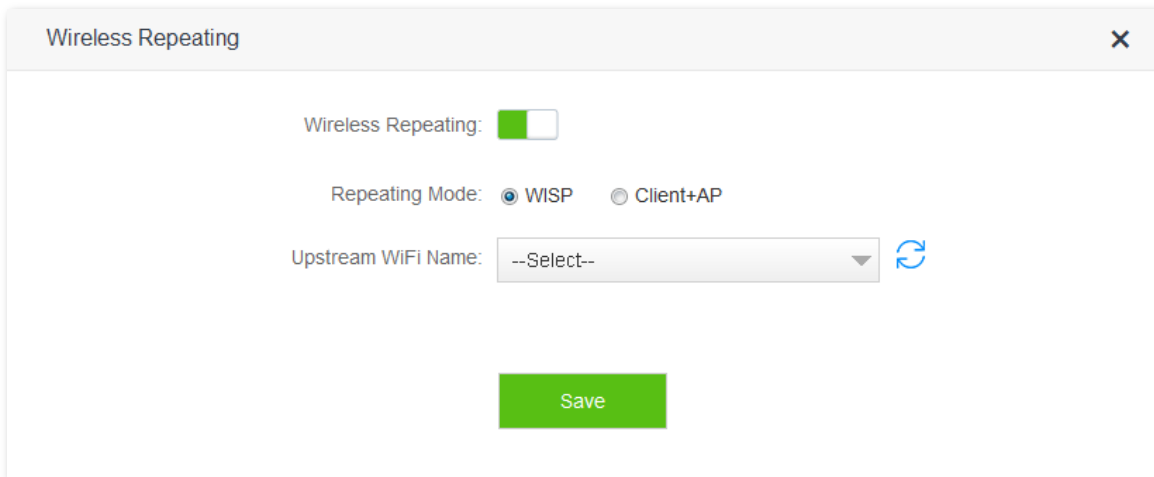 Wireless Repeating
Wireless Repeating:
Repeating Mode: WISP Client+AP
Upstream WiFi Name: --Select--
Save